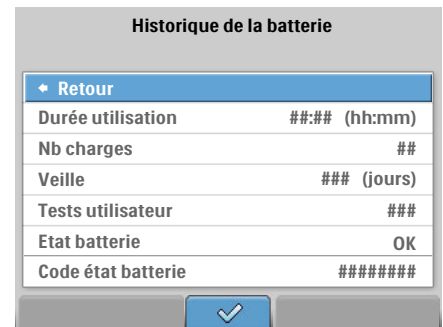 Historique de la batterie
Retour
Durée utilisation ##:## (hh:mm)
Nb charges ##
Veille ### (jours)
Tests utilisateur ###
Etat batterie OK
Code état batterie ########